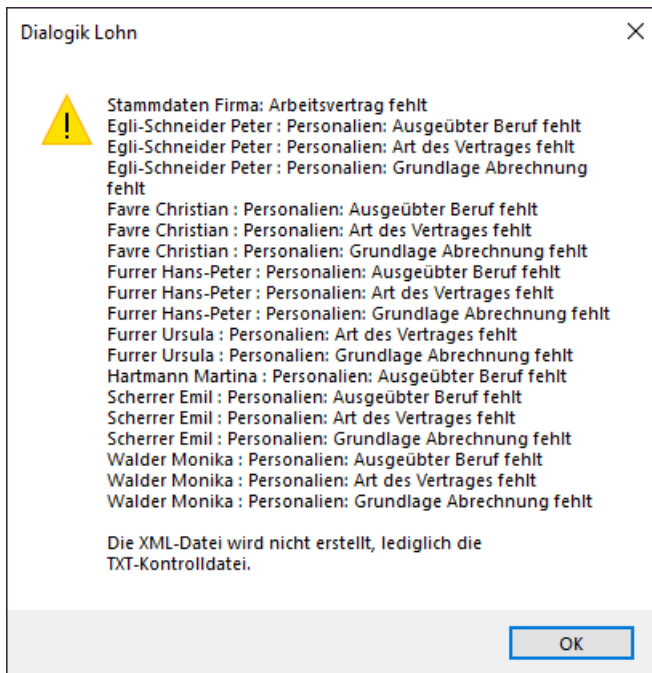 Dialogik Lohn
Stammdaten Firma: Arbeitsvertrag fehlt
Egli-Schneider Peter : Personalien: Ausgeübter Beruf fehlt
Egli-Schneider Peter : Personalien: Art des Vertrages fehlt
Egli-Schneider Peter : Personalien: Grundlage Abrechnung
fehlt
Favre Christian : Personalien: Ausgeübter Beruf fehlt
Favre Christian : Personalien: Art des Vertrages fehlt
Favre Christian : Personalien: Grundlage Abrechnung fehlt
Furrer Hans-Peter : Personalien: Ausgeübter Beruf fehlt
Furrer Hans-Peter : Personalien: Art des Vertrages fehlt
Furrer Hans-Peter : Personalien: Grundlage Abrechnung fehlt
Furrer Ursula : Personalien: Art des Vertrages fehlt
Furrer Ursula : Personalien: Grundlage Abrechnung fehlt
Hartmann Martina : Personalien: Ausgeübter Beruf fehlt
Scherrer Emil : Personalien: Ausgeübter Beruf fehlt
Scherrer Emil : Personalien: Art des Vertrages fehlt
Scherrer Emil : Personalien: Grundlage Abrechnung fehlt
Walder Monika : Personalien: Ausgeübter Beruf fehlt
Walder Monika : Personalien: Art des Vertrages fehlt
Walder Monika : Personalien: Grundlage Abrechnung fehlt
Die XML-Datei wird nicht erstellt, lediglich die
TXT-Kontrolldatei.
OK